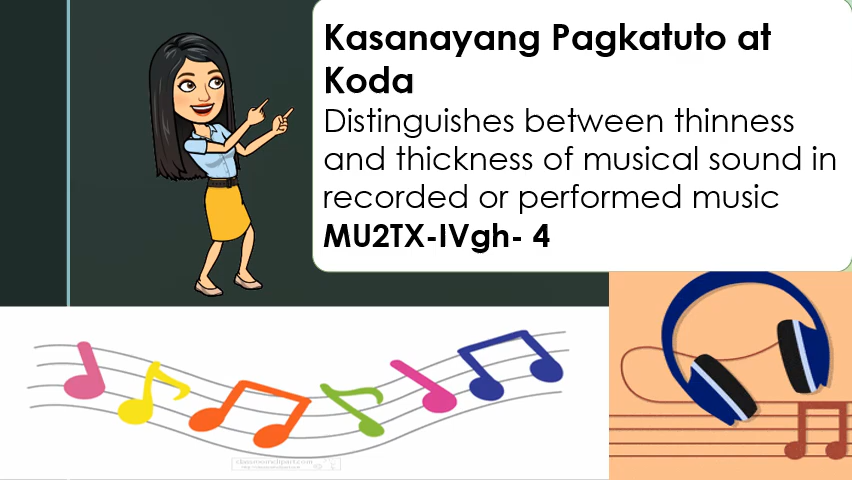 Kasanayang Pagkatuto at
Koda
Distinguishes between thinness
and thickness of musical sound in
recorded or performed music
MU2TX-IVgh- 4